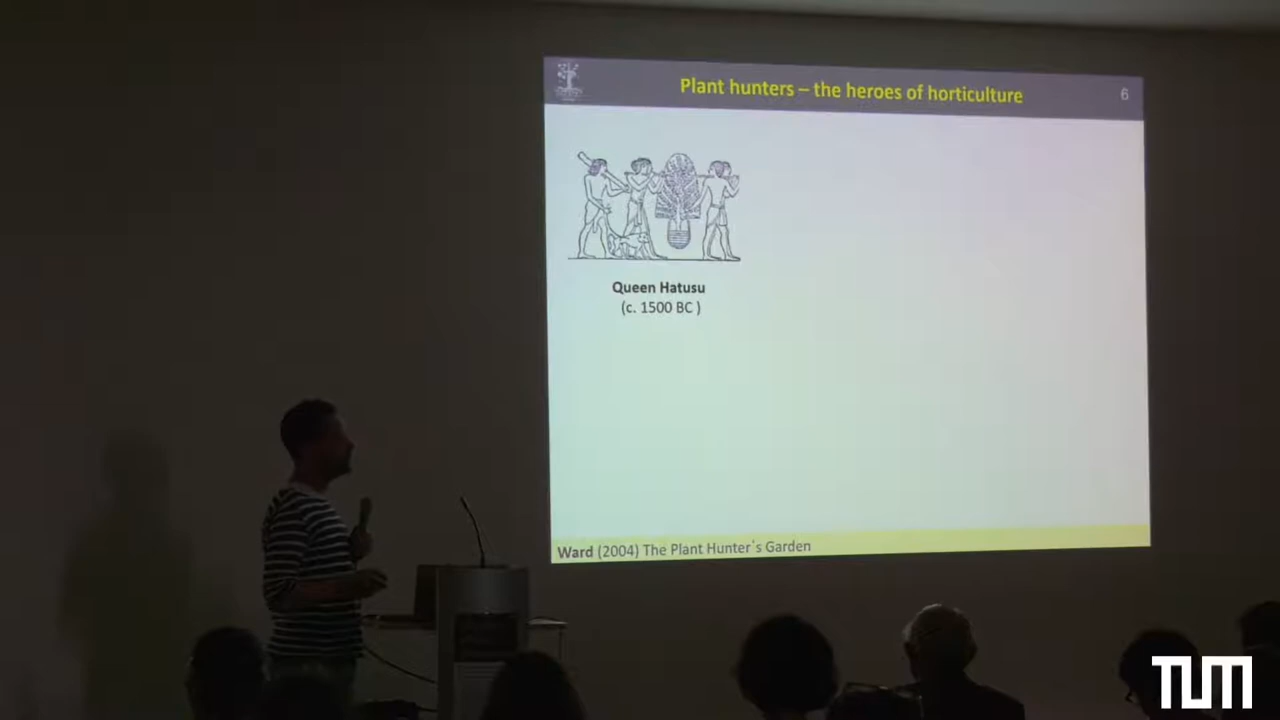 Plant hunters – the heroes of horticulture
6
Queen Hatusu
(c. 1500 BC )
Ward (2004) The Plant Hunter´s Garden
TUM